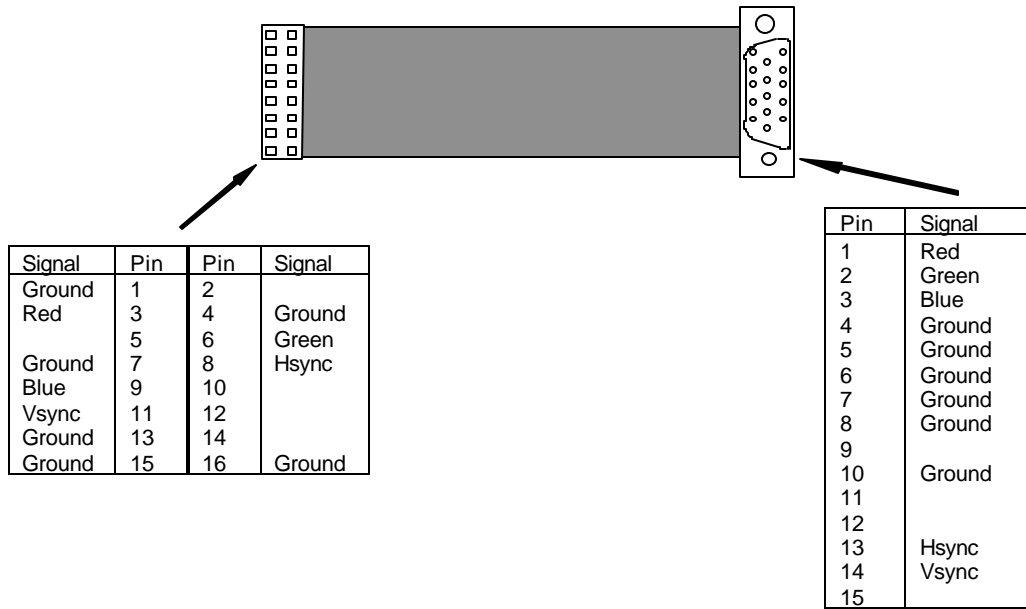 Signal Pin Pin Signal
Ground 1 2
Red 3 4 Ground
5 6 Green
Ground 7 8 Hsync
Blue 9 10
Vsync 11 12
Ground 13 14
Ground 15 16 Ground
Pin Signal
1 Red
2 Green
3 Blue
4 Ground
5 Ground
6 Ground
7 Ground
8 Ground
9
10 Ground
11
12
13 Hsync
14 Vsync
15